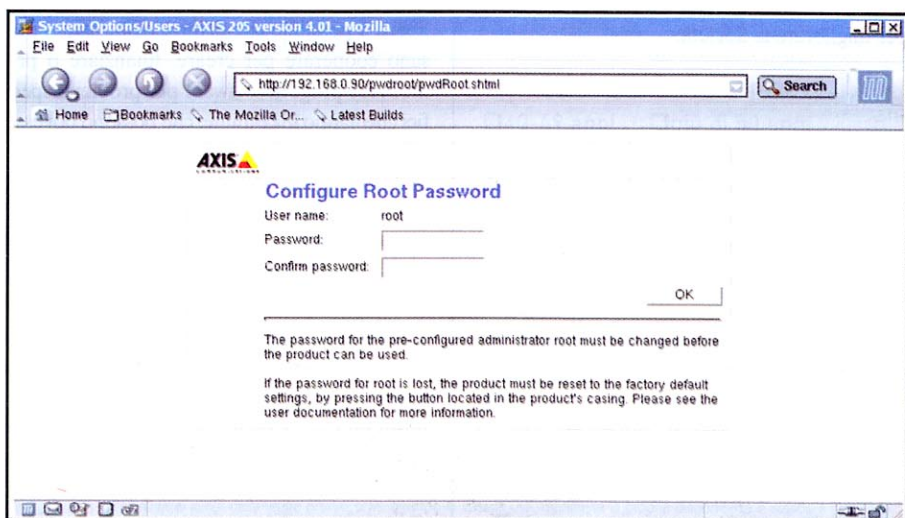 System Options/Users - AXIS 205 version 4.01 - Mozilla
File Edit View Go Bookmarks Tools Window Help
http://192.168.0.90/pwdroot/pwdRoot.shtml
Search
Home Bookmarks The Mozilla Or... Latest Builds
AXIS
COMMUNICATIONS
Configure Root Password
User name: root
Password:
Confirm password:
OK
The password for the pre-configured administrator root must be changed before
the product can be used.
If the password for root is lost, the product must be reset to the factory default
settings, by pressing the button located in the product's casing. Please see the
user documentation for more information.